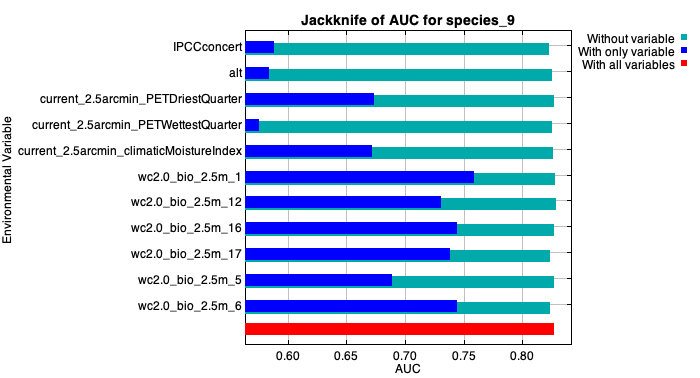 Jackknife of AUC for species_9
Without variable
With only variable
With all variables
Environmental Variable
IPCCconcert
alt
current_2.5arcmin_PETDriestQuarter
current_2.5arcmin_PETWettestQuarter
current_2.5arcmin_climaticMoistureIndex
wc2.0_bio_2.5m_1
wc2.0_bio_2.5m_12
wc2.0_bio_2.5m_16
wc2.0_bio_2.5m_17
wc2.0_bio_2.5m_5
wc2.0_bio_2.5m_6
0.60 0.65 0.70 0.75 0.80
AUC